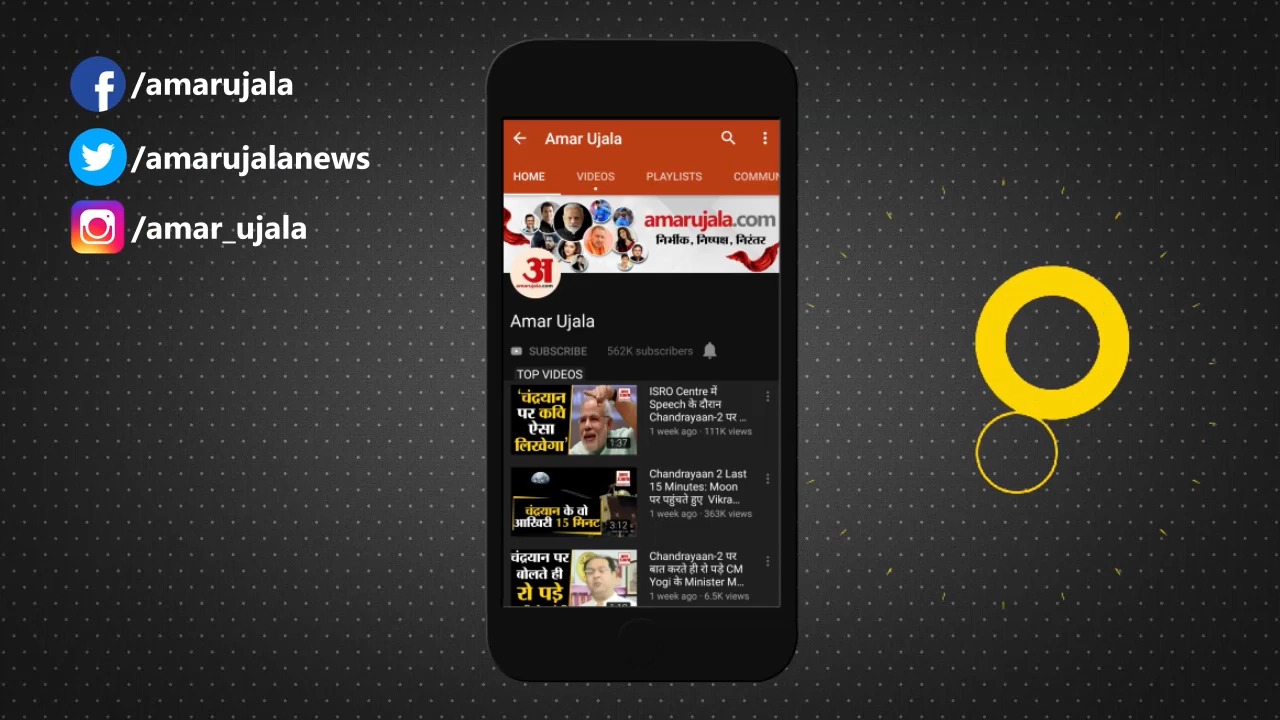 /amarujala
/amarujalanews
/amar_ujala
Amar Ujala
HOME VIDEOS PLAYLISTS COMMUN
amarujala.com
निर्भीक, निष्पक्ष, निरंतर
अ
amarujala.com
Amar Ujala
SUBSCRIBE 562K subscribers
TOP VIDEOS
'चंद्रयान
पर कवि
ऐसा
लिखेगा'
1:37
ISRO Centre में
Speech के दौरान
Chandrayaan-2 पर ...
1 week ago · 111K views
चंद्रयान के वो
आखिरी 15 मिनट
3:12
Chandrayaan 2 Last
15 Minutes: Moon
पर पहुंचते हुए Vikra...
1 week ago · 363K views
चंद्रयान पर
बोलते ही
रो पड़े
Chandrayaan-2 पर
बात करते ही रो पड़े CM
Yogi के Minister M...
1 week ago · 6.5K views